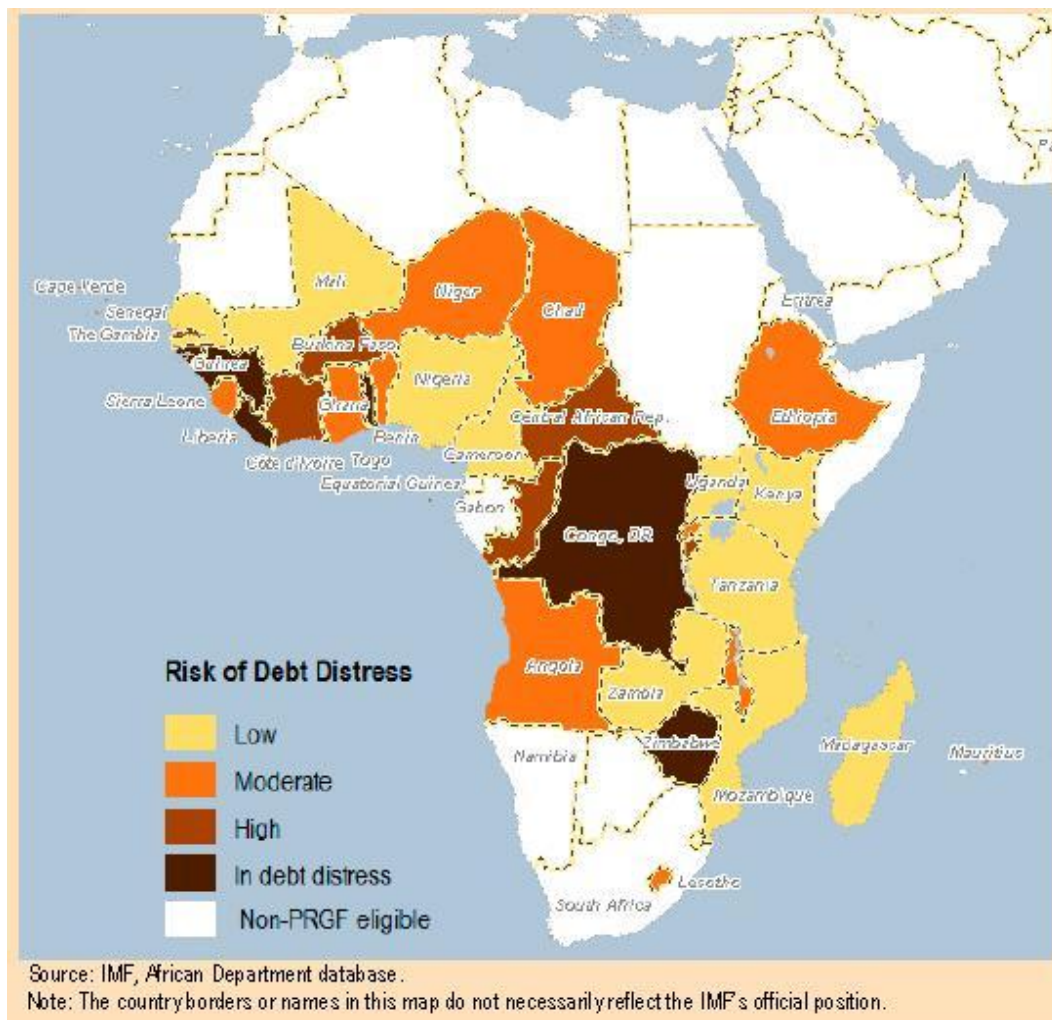 Pa
Cape Verde
Senegal
The Gambia
Mali
Niger
Chad
Eritrea
Burkina Faso
Guinea
Nigeria
Ghana
Sierra Leone
Ethiopia
Central African Rep.
Liberia
Benin
Côte d'Ivoire
Togo
Cameroon
Equatorial Guinea
Uganda
Kenya
Gabon
Congo, DR
Tanzania
Angola
Zambia
Zimbabwe
Namibia
Madagascar
Mauritius
Mozambique
Lesotho
South Africa
Risk of Debt Distress
Low
Moderate
High
In debt distress
Non-PRGF eligible
Source: IMF, African Department database.
Note: The country borders or names in this map do not necessarily reflect the IMF's official position.